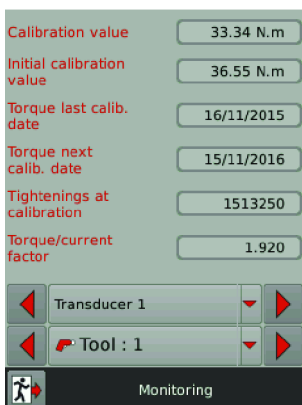 Calibration value 33.34 N.m
Initial calibration
value 36.55 N.m
Torque last calib.
date 16/11/2015
Torque next
calib. date 15/11/2016
Tightenings at
calibration 1513250
Torque/current
factor 1.920
Transducer 1
Tool : 1
Monitoring